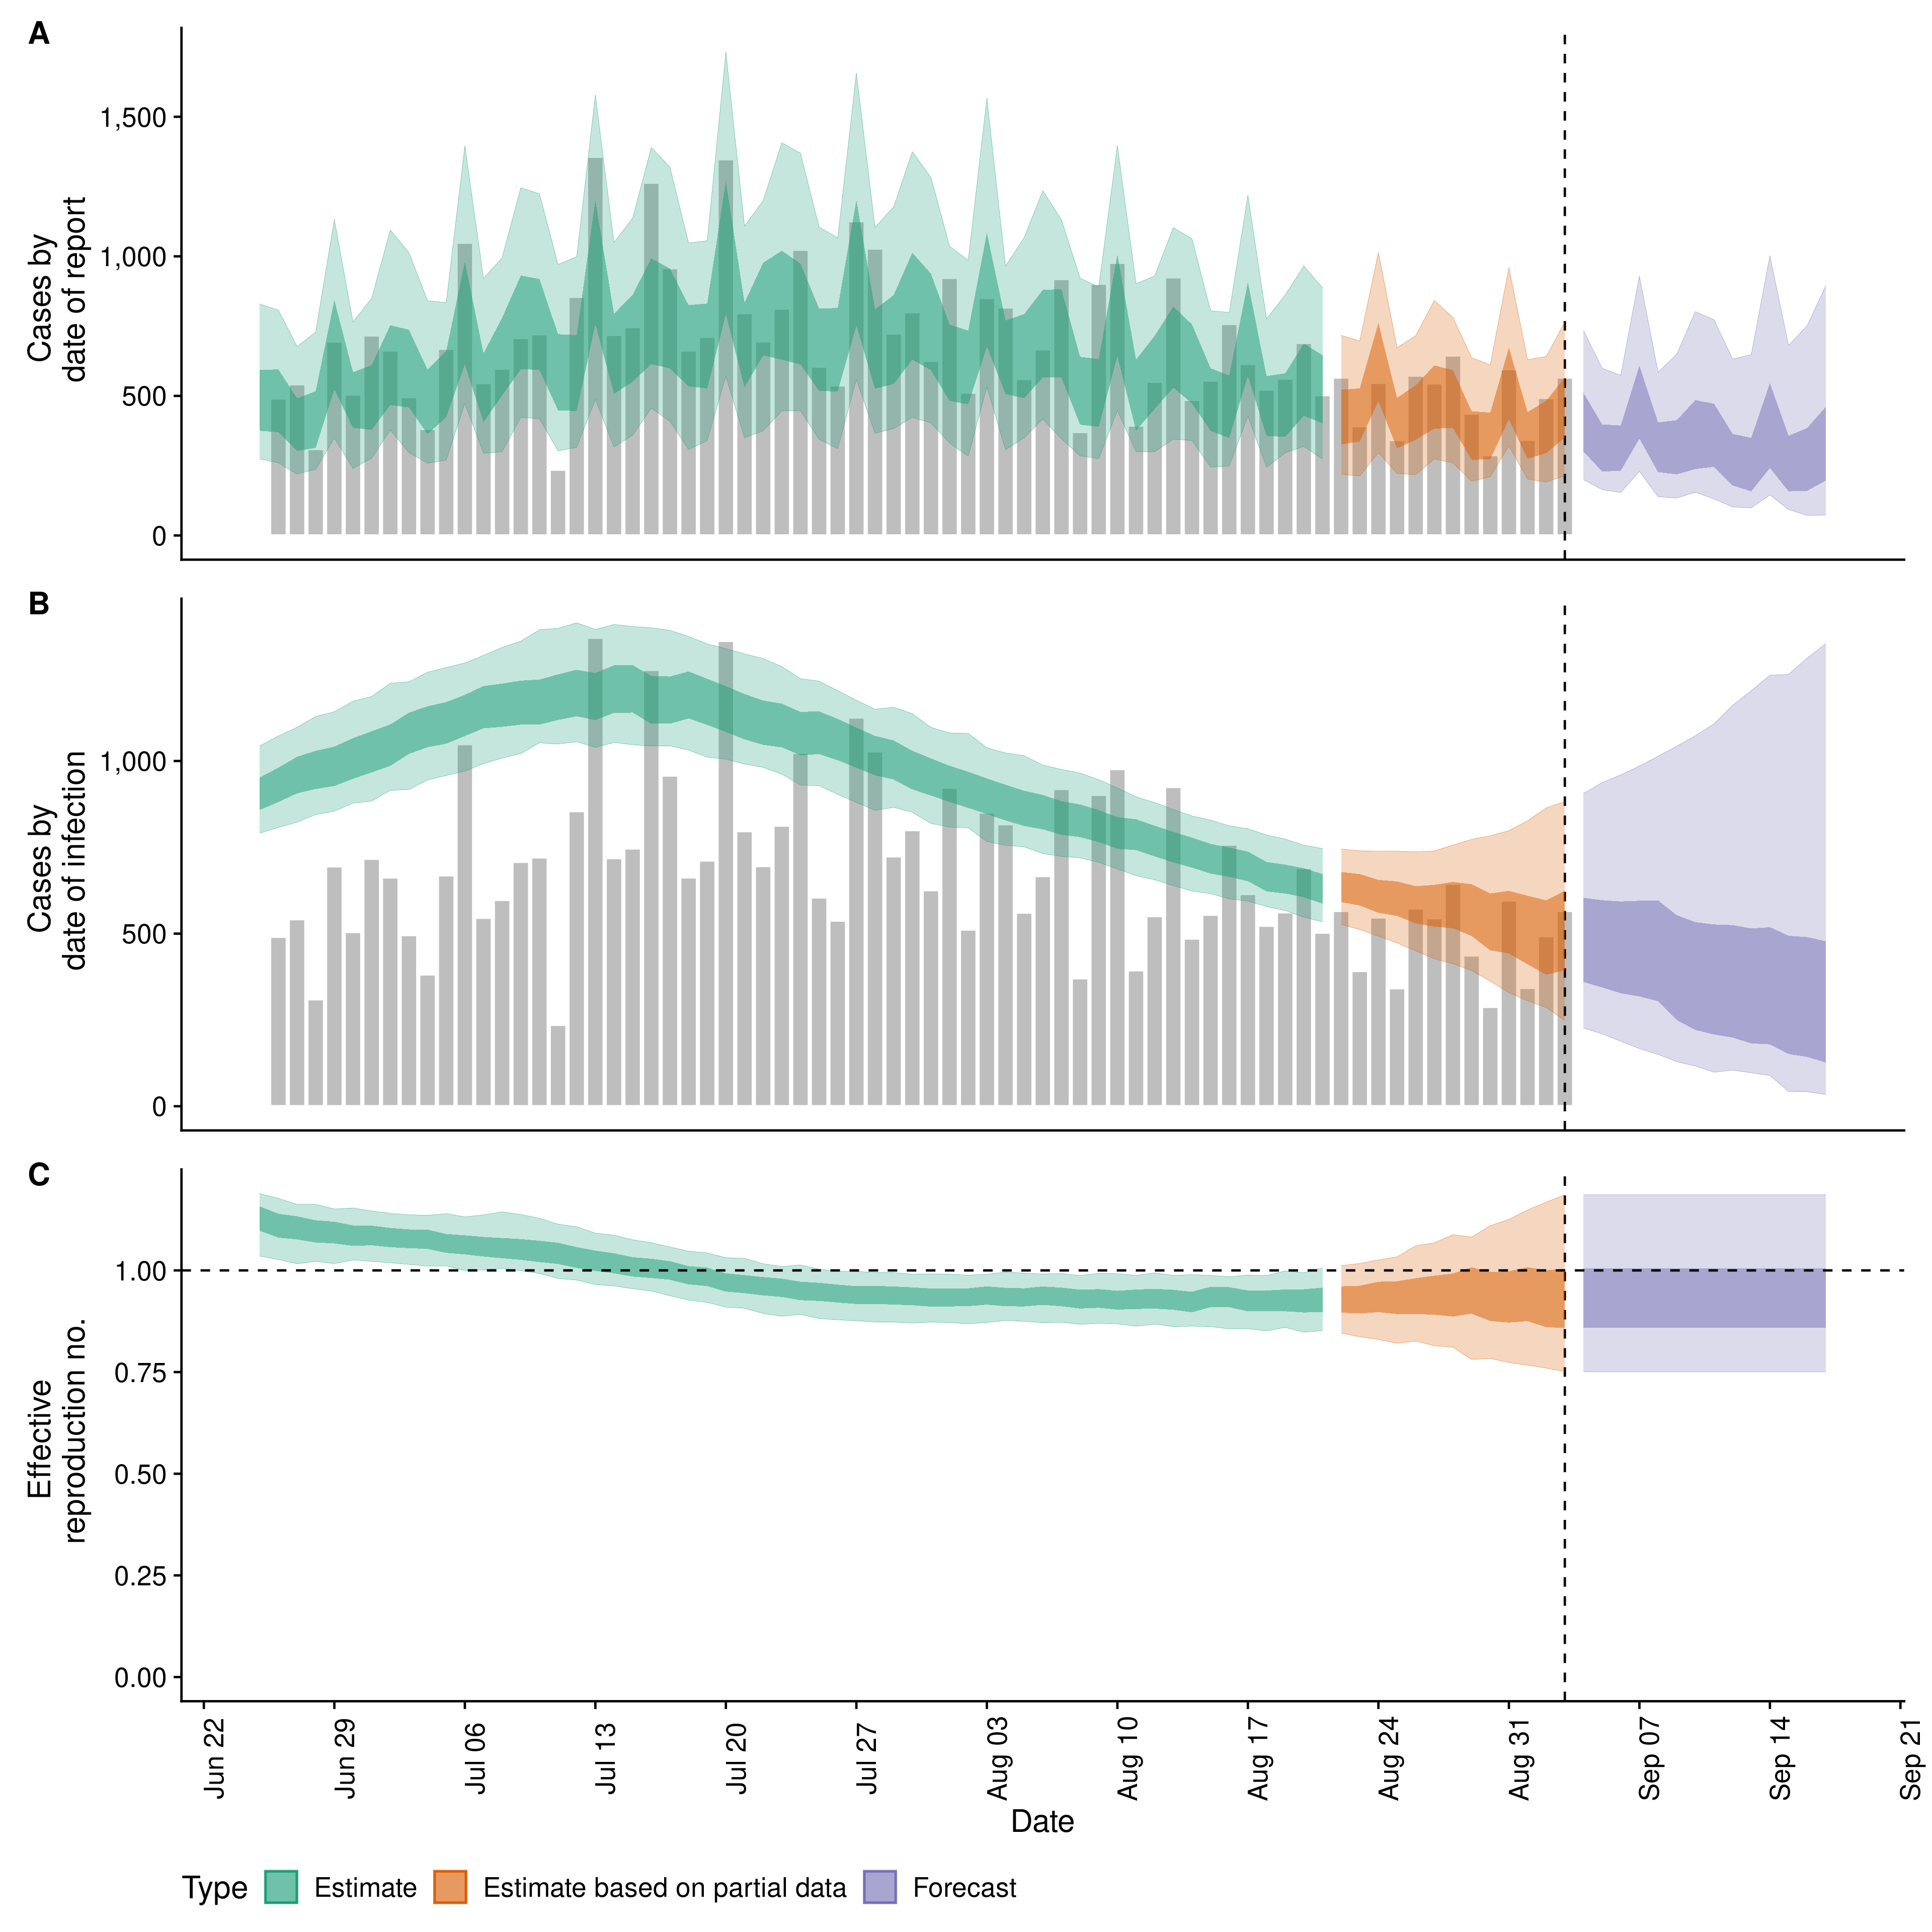 A
Cases by
date of report
1,500
1,000
500
0
B
Cases by
date of infection
1,000
500
0
C
Effective
reproduction no.
1.00
0.75
0.50
0.25
0.00
Jun 22
Jun 29
Jul 06
Jul 13
Jul 20
Jul 27
Aug 03
Aug 10
Aug 17
Aug 24
Aug 31
Sep 07
Sep 14
Sep 21
Date
Type Estimate Estimate based on partial data Forecast